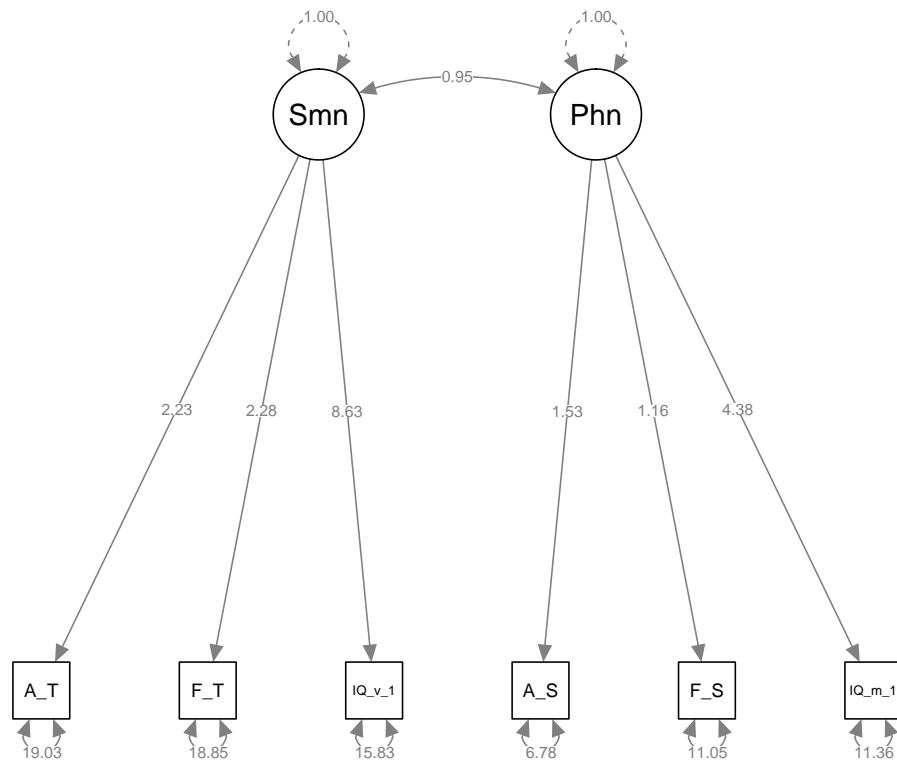 1.00 1.00
0.95
Smn Phn
2.23 2.28 8.63 1.53 1.16 4.38
A_T F_T IQ_v_1 A_S F_S IQ_m_1
19.03 18.85 15.83 6.78 11.05 11.36